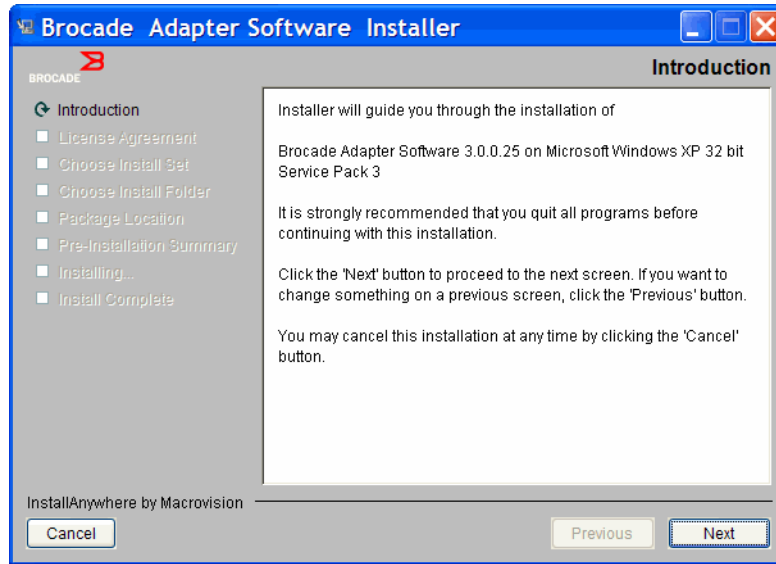 Brocade Adapter Software Installer
BROCADE
Introduction
Introduction
License Agreement
Choose Install Set
Choose Install Folder
Package Location
Pre-Installation Summary
Installing...
Install Complete
Installer will guide you through the installation of
Brocade Adapter Software 3.0.0.25 on Microsoft Windows XP 32 bit
Service Pack 3
It is strongly recommended that you quit all programs before
continuing with this installation.
Click the 'Next' button to proceed to the next screen. If you want to
change something on a previous screen, click the 'Previous' button.
You may cancel this installation at any time by clicking the 'Cancel'
button.
InstallAnywhere by Macrovision
Cancel
Previous
Next